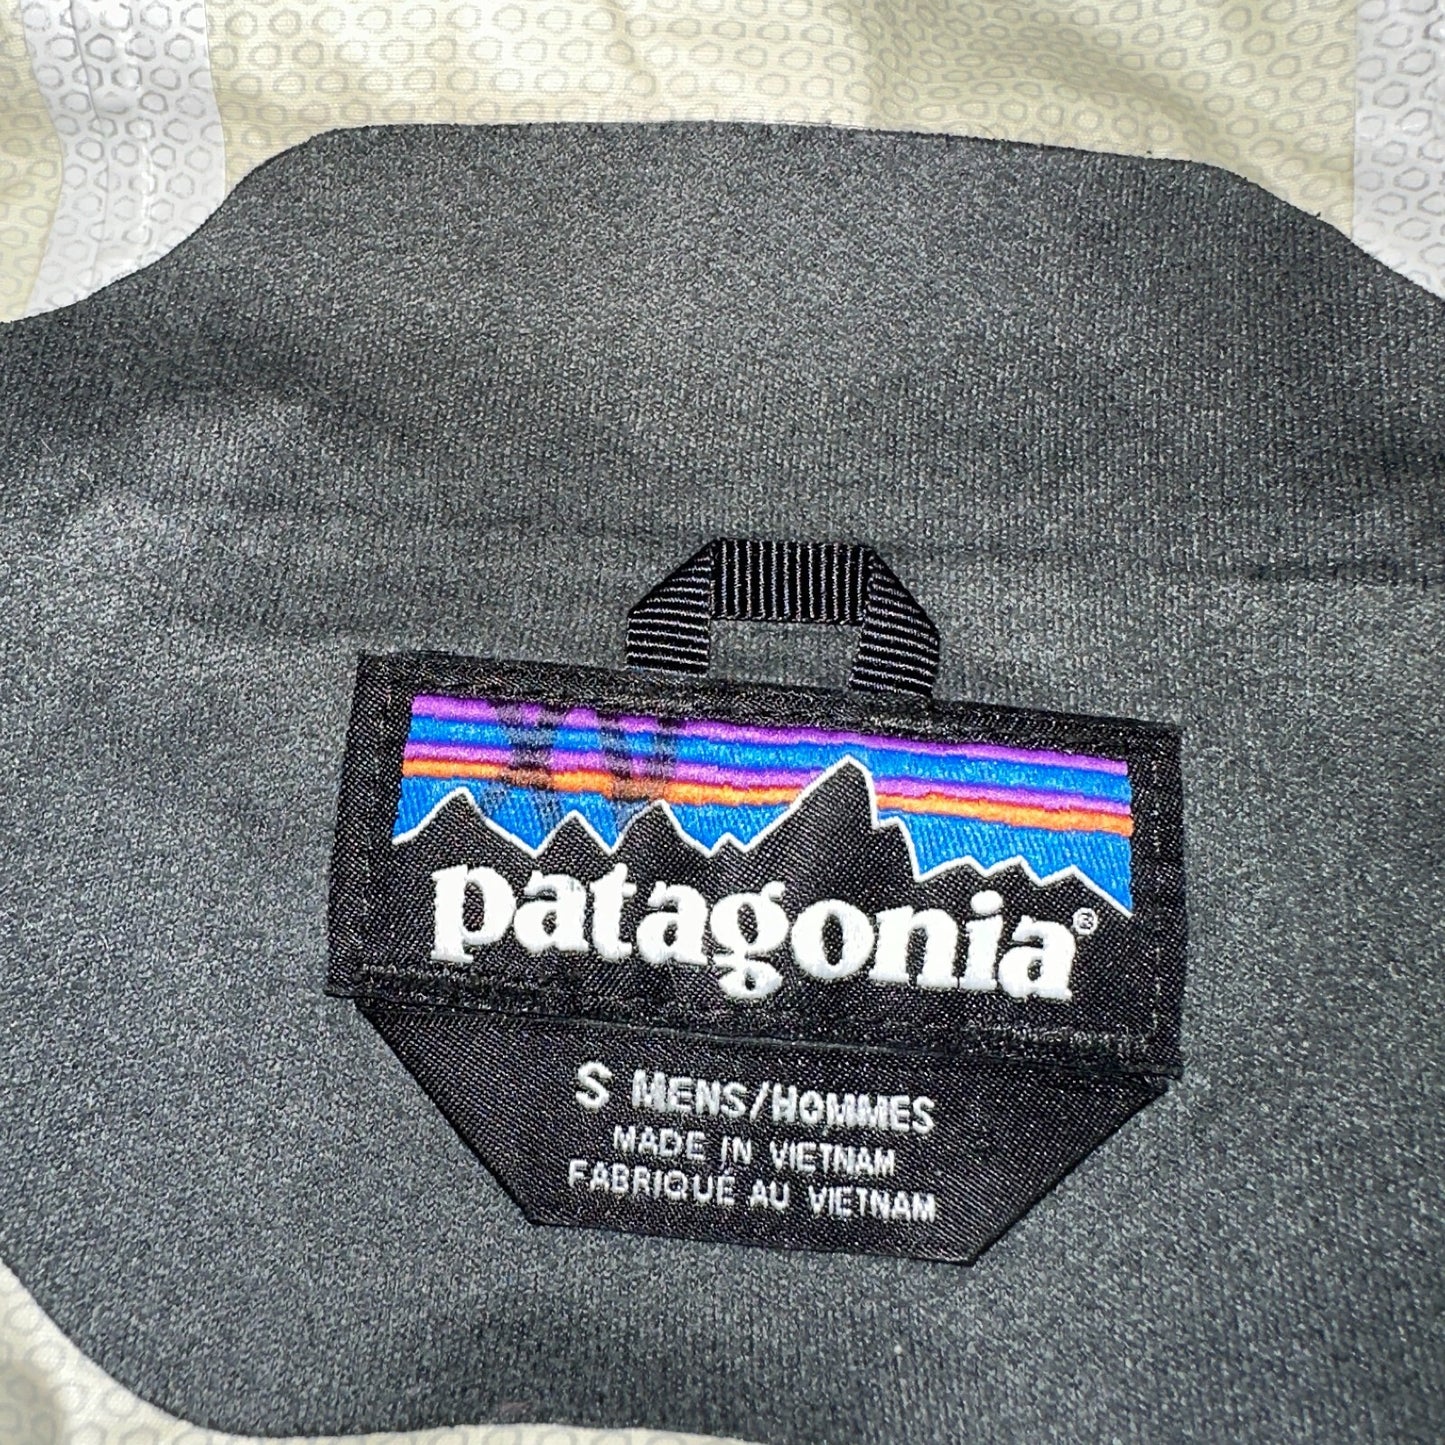 patagonia®
S MENS/HOMMES
MADE IN VIETNAM
FABRIQUÉ AU VIETNAM